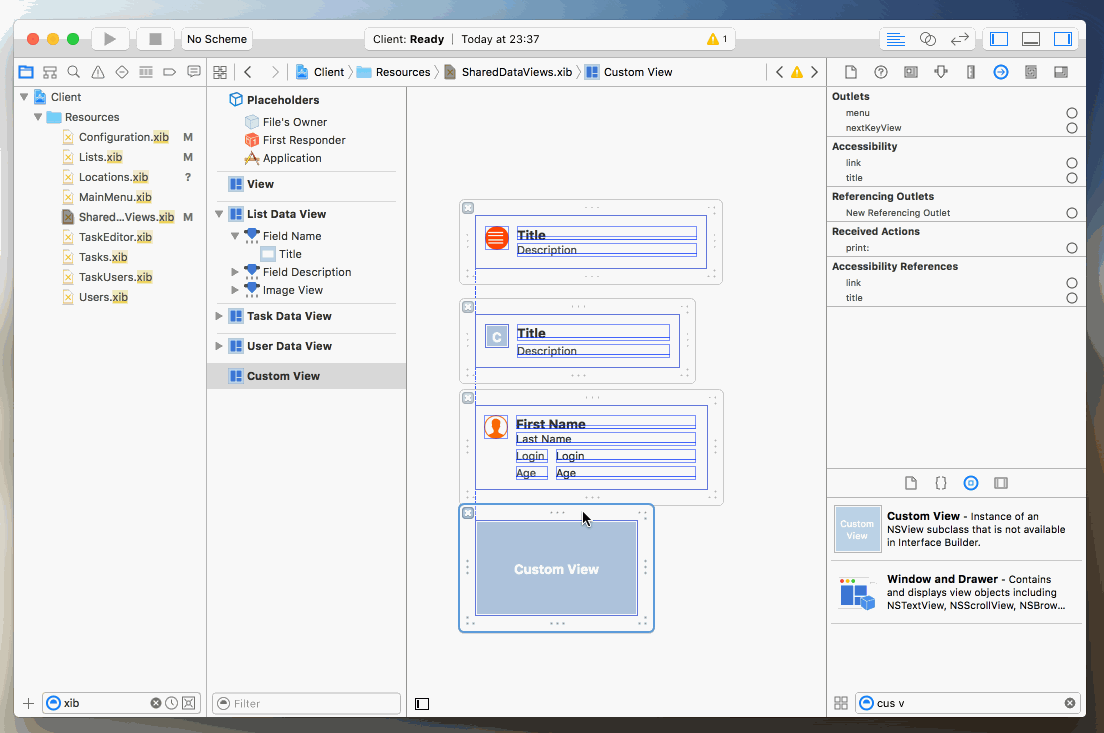 No Scheme
Client: Ready | Today at 23:37
1
Client
Resources
SharedDataViews.xib
Custom View
Client
Resources
Configuration.xib M
Lists.xib M
Locations.xib ?
MainMenu.xib
Shared...Views.xib M
TaskEditor.xib
Tasks.xib
TaskUsers.xib
Users.xib
xib
Placeholders
File's Owner
First Responder
Application
View
List Data View
Field Name
Title
Field Description
Image View
Task Data View
User Data View
Custom View
Filter
Title
Description
C
Title
Description
First Name
Last Name
Login Login
Age Age
Custom View
Outlets
menu
nextKeyView
Accessibility
link
title
Referencing Outlets
New Referencing Outlet
Received Actions
print:
Accessibility References
link
title
Custom
View
Custom View - Instance of an
NSView subclass that is not available
in Interface Builder.
Window and Drawer - Contains
and displays view objects including
NSTextView, NSScrollView, NSBrow...
cus v